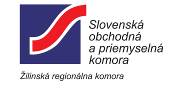 Slovenská
obchodná
a priemyselná
komora
Žilinská regionálna komora